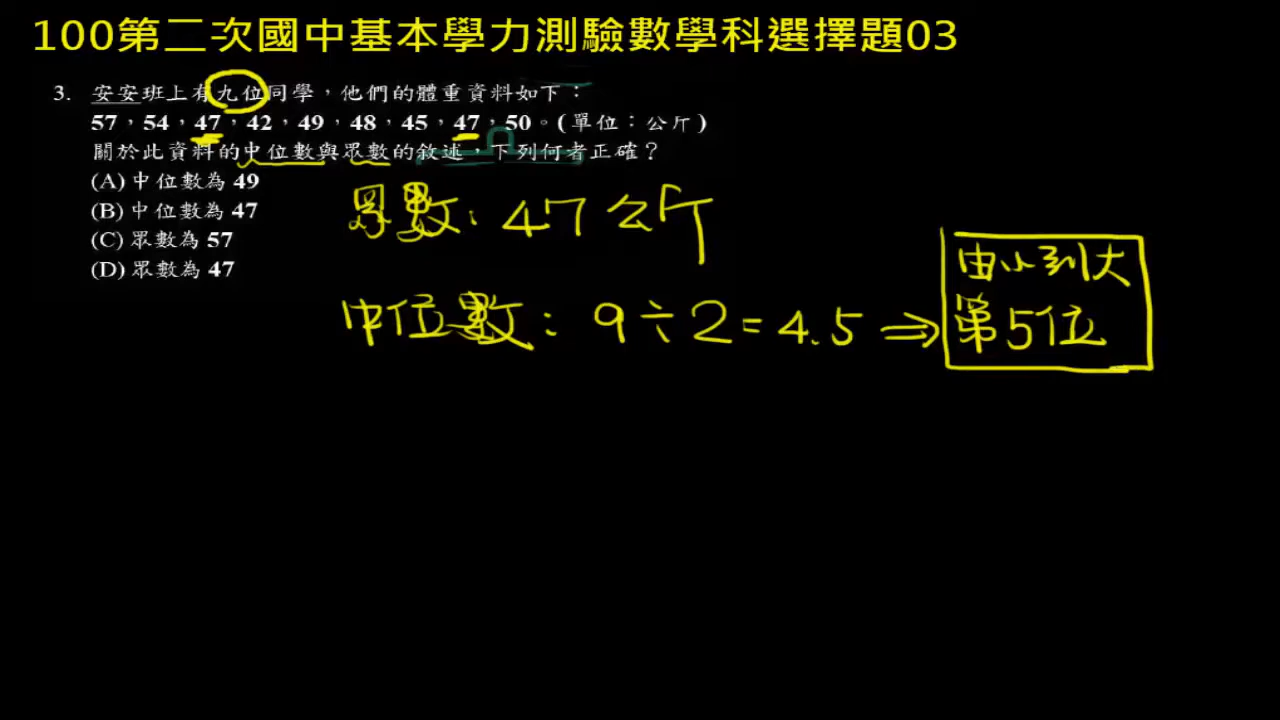 100第二次國中基本學力測驗數學科選擇題03
3. 安安班上有九位同學，他們的體重資料如下：
57，54，47，42，49，48，45，47，50。(單位：公斤)
關於此資料的中位數與眾數的敘述，下列何者正確？
(A) 中位數為 49
(B) 中位數為 47
(C) 眾數為 57
(D) 眾數為 47
眾數：47公斤
中位數：9÷2=4.5⇒
由小到大
第5位